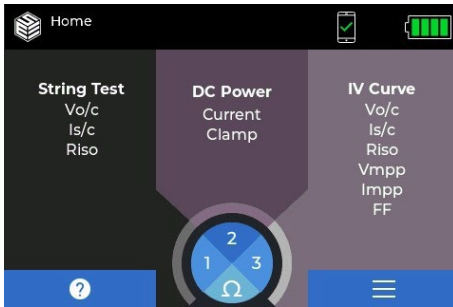 Home
String Test
Vo/c
Is/c
Riso
DC Power
Current
Clamp
IV Curve
Vo/c
Is/c
Riso
Vmpp
Impp
FF
2
1
3
Ω
?